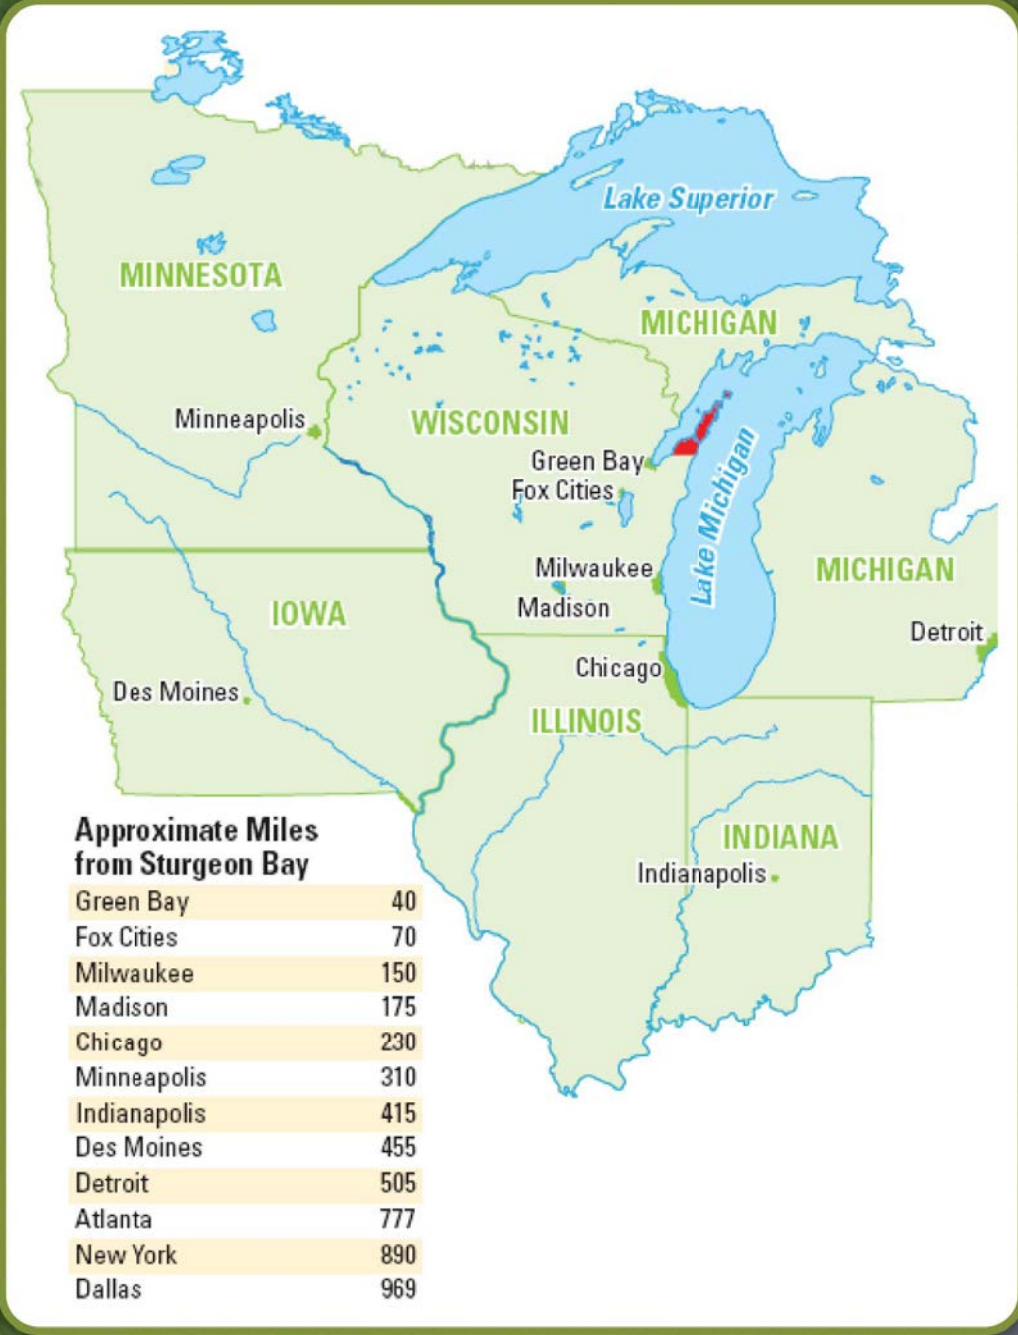 Lake Superior
MINNESOTA
MICHIGAN
Minneapolis
WISCONSIN
Green Bay
Fox Cities
Lake Michigan
Milwaukee
MICHIGAN
Madison
IOWA
Detroit
Chicago
Des Moines
ILLINOIS
INDIANA
Indianapolis
Approximate Miles
from Sturgeon Bay
Green Bay 40
Fox Cities 70
Milwaukee 150
Madison 175
Chicago 230
Minneapolis 310
Indianapolis 415
Des Moines 455
Detroit 505
Atlanta 777
New York 890
Dallas 969